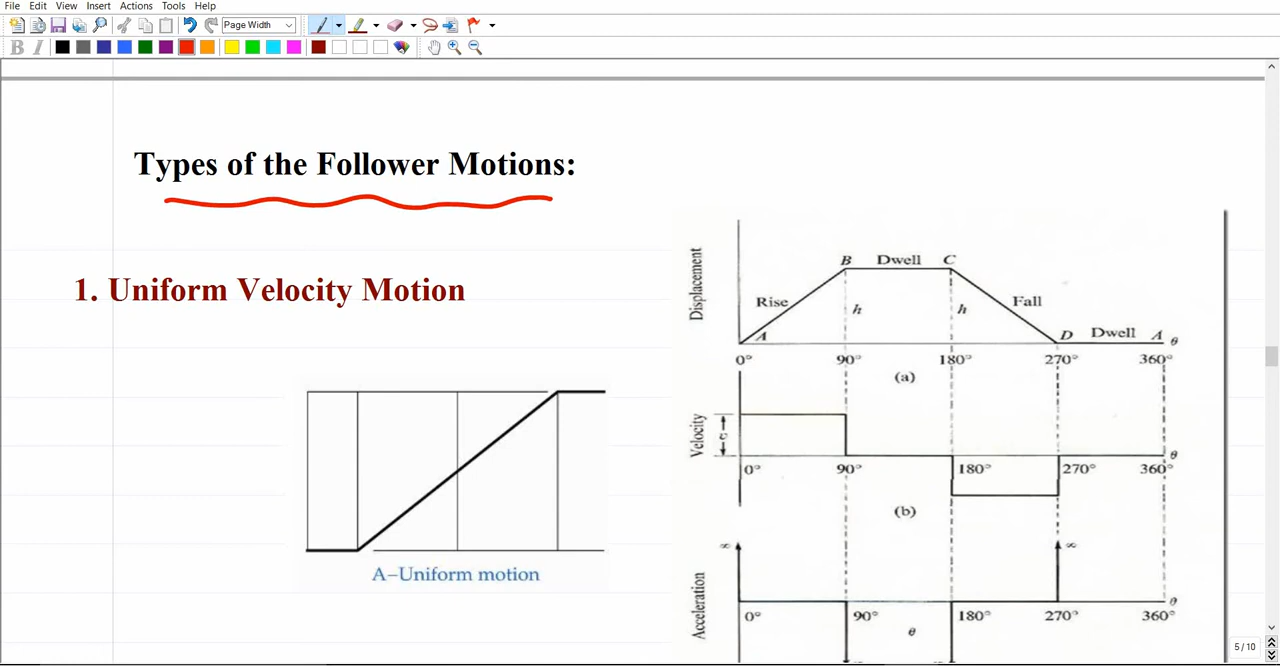 File Edit View Insert Actions Tools Help
Page Width
B I
Types of the Follower Motions:
1. Uniform Velocity Motion
A–Uniform motion
Displacement
B Dwell C
Rise h h Fall
A D Dwell A θ
0° 90° 180° 270° 360°
(a)
Velocity
c
θ
0° 90° 180° 270° 360°
(b)
Acceleration
∞ ∞
θ
0° 90° 180° 270° 360°
θ
5 / 10